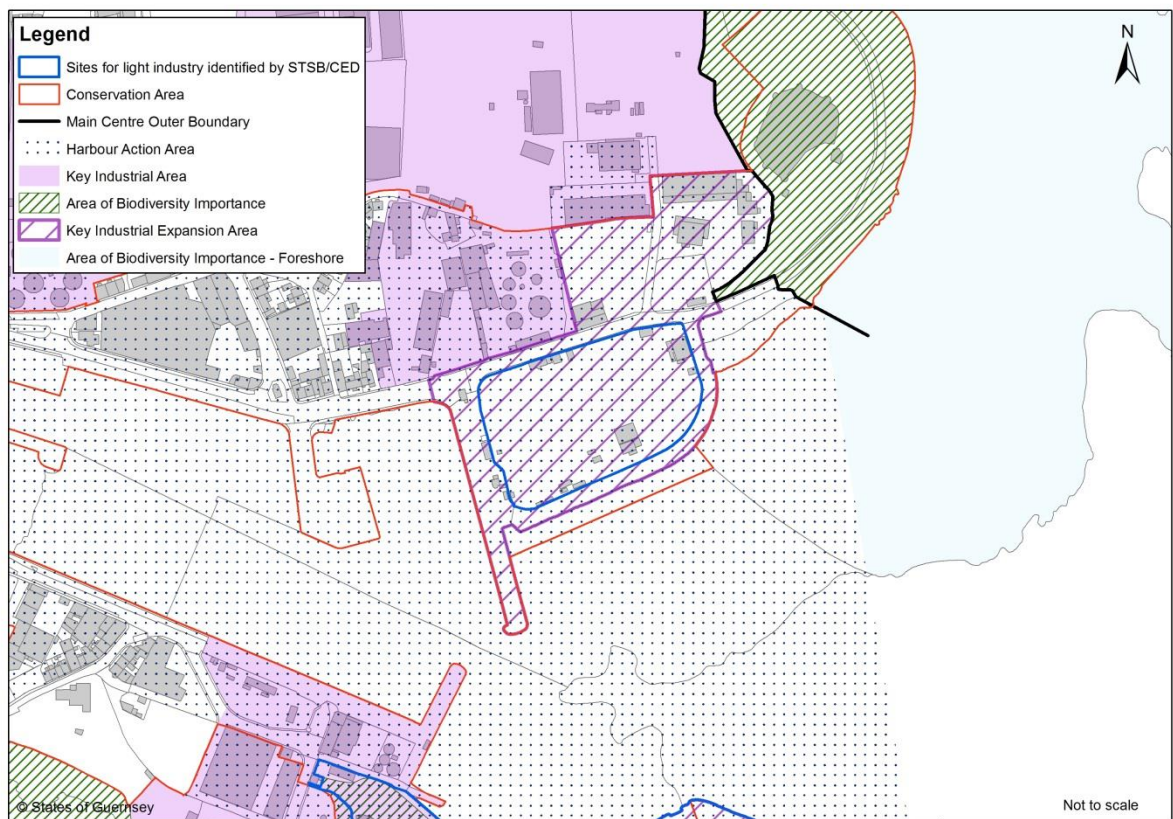 Legend
Sites for light industry identified by STSB/CED
Conservation Area
Main Centre Outer Boundary
Harbour Action Area
Key Industrial Area
Area of Biodiversity Importance
Key Industrial Expansion Area
Area of Biodiversity Importance - Foreshore
N
© States of Guernsey
Not to scale